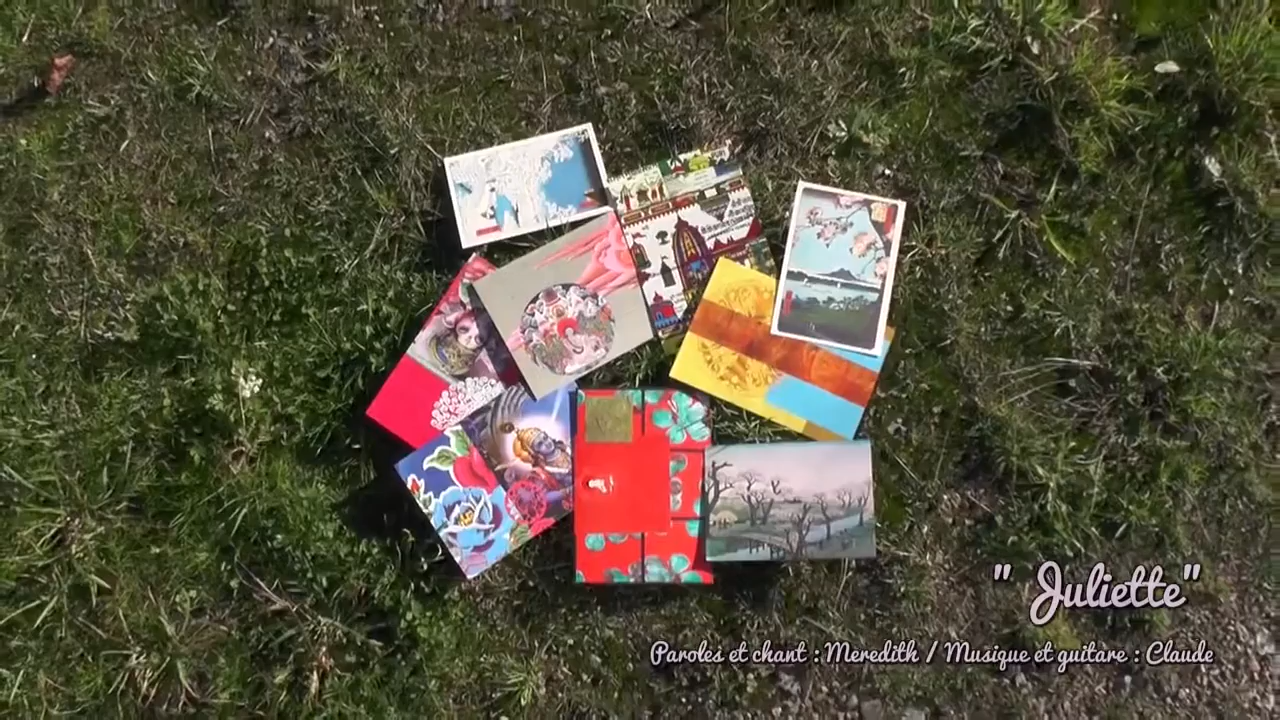 " Juliette"
Paroles et chant : Meredith / Musique et guitare : Claude